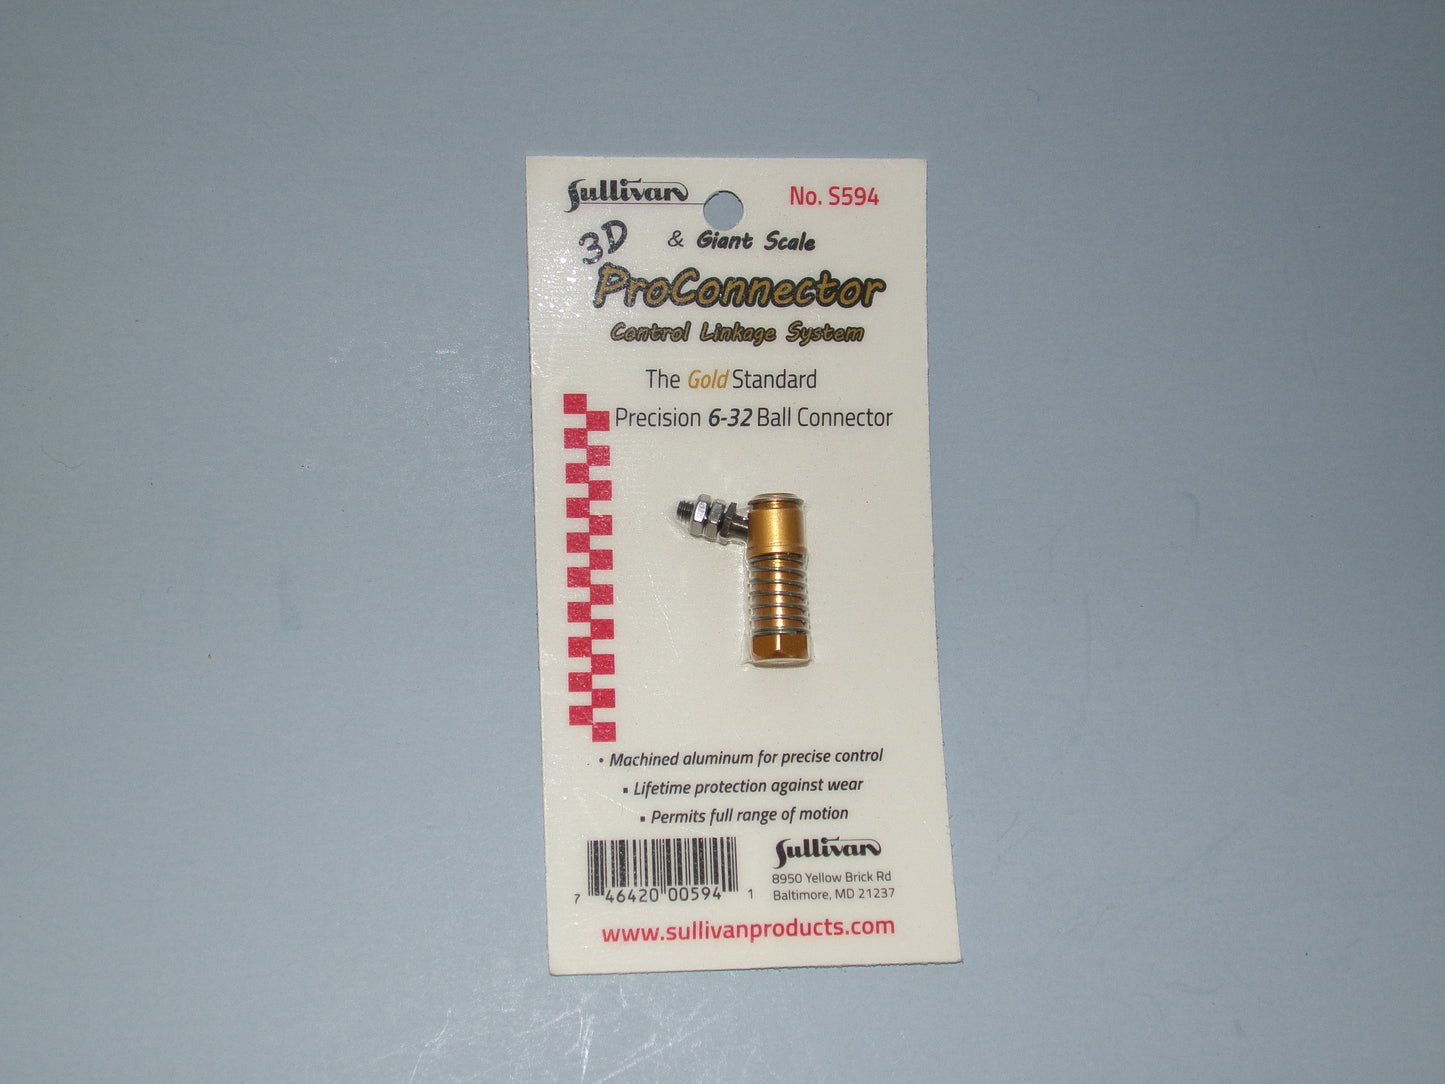 Sullivan
No. S594
3D & Giant Scale
ProConnector
Control Linkage System
The Gold Standard
Precision 6-32 Ball Connector
• Machined aluminum for precise control
▪ Lifetime protection against wear
▪ Permits full range of motion
7 46420 00594 1
Sullivan
8950 Yellow Brick Rd
Baltimore, MD 21237
www.sullivanproducts.com